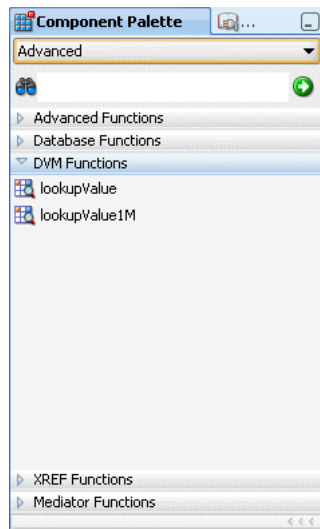 Component Palette ...
Advanced
Advanced Functions
Database Functions
DVM Functions
lookupValue
lookupValue1M
XREF Functions
Mediator Functions